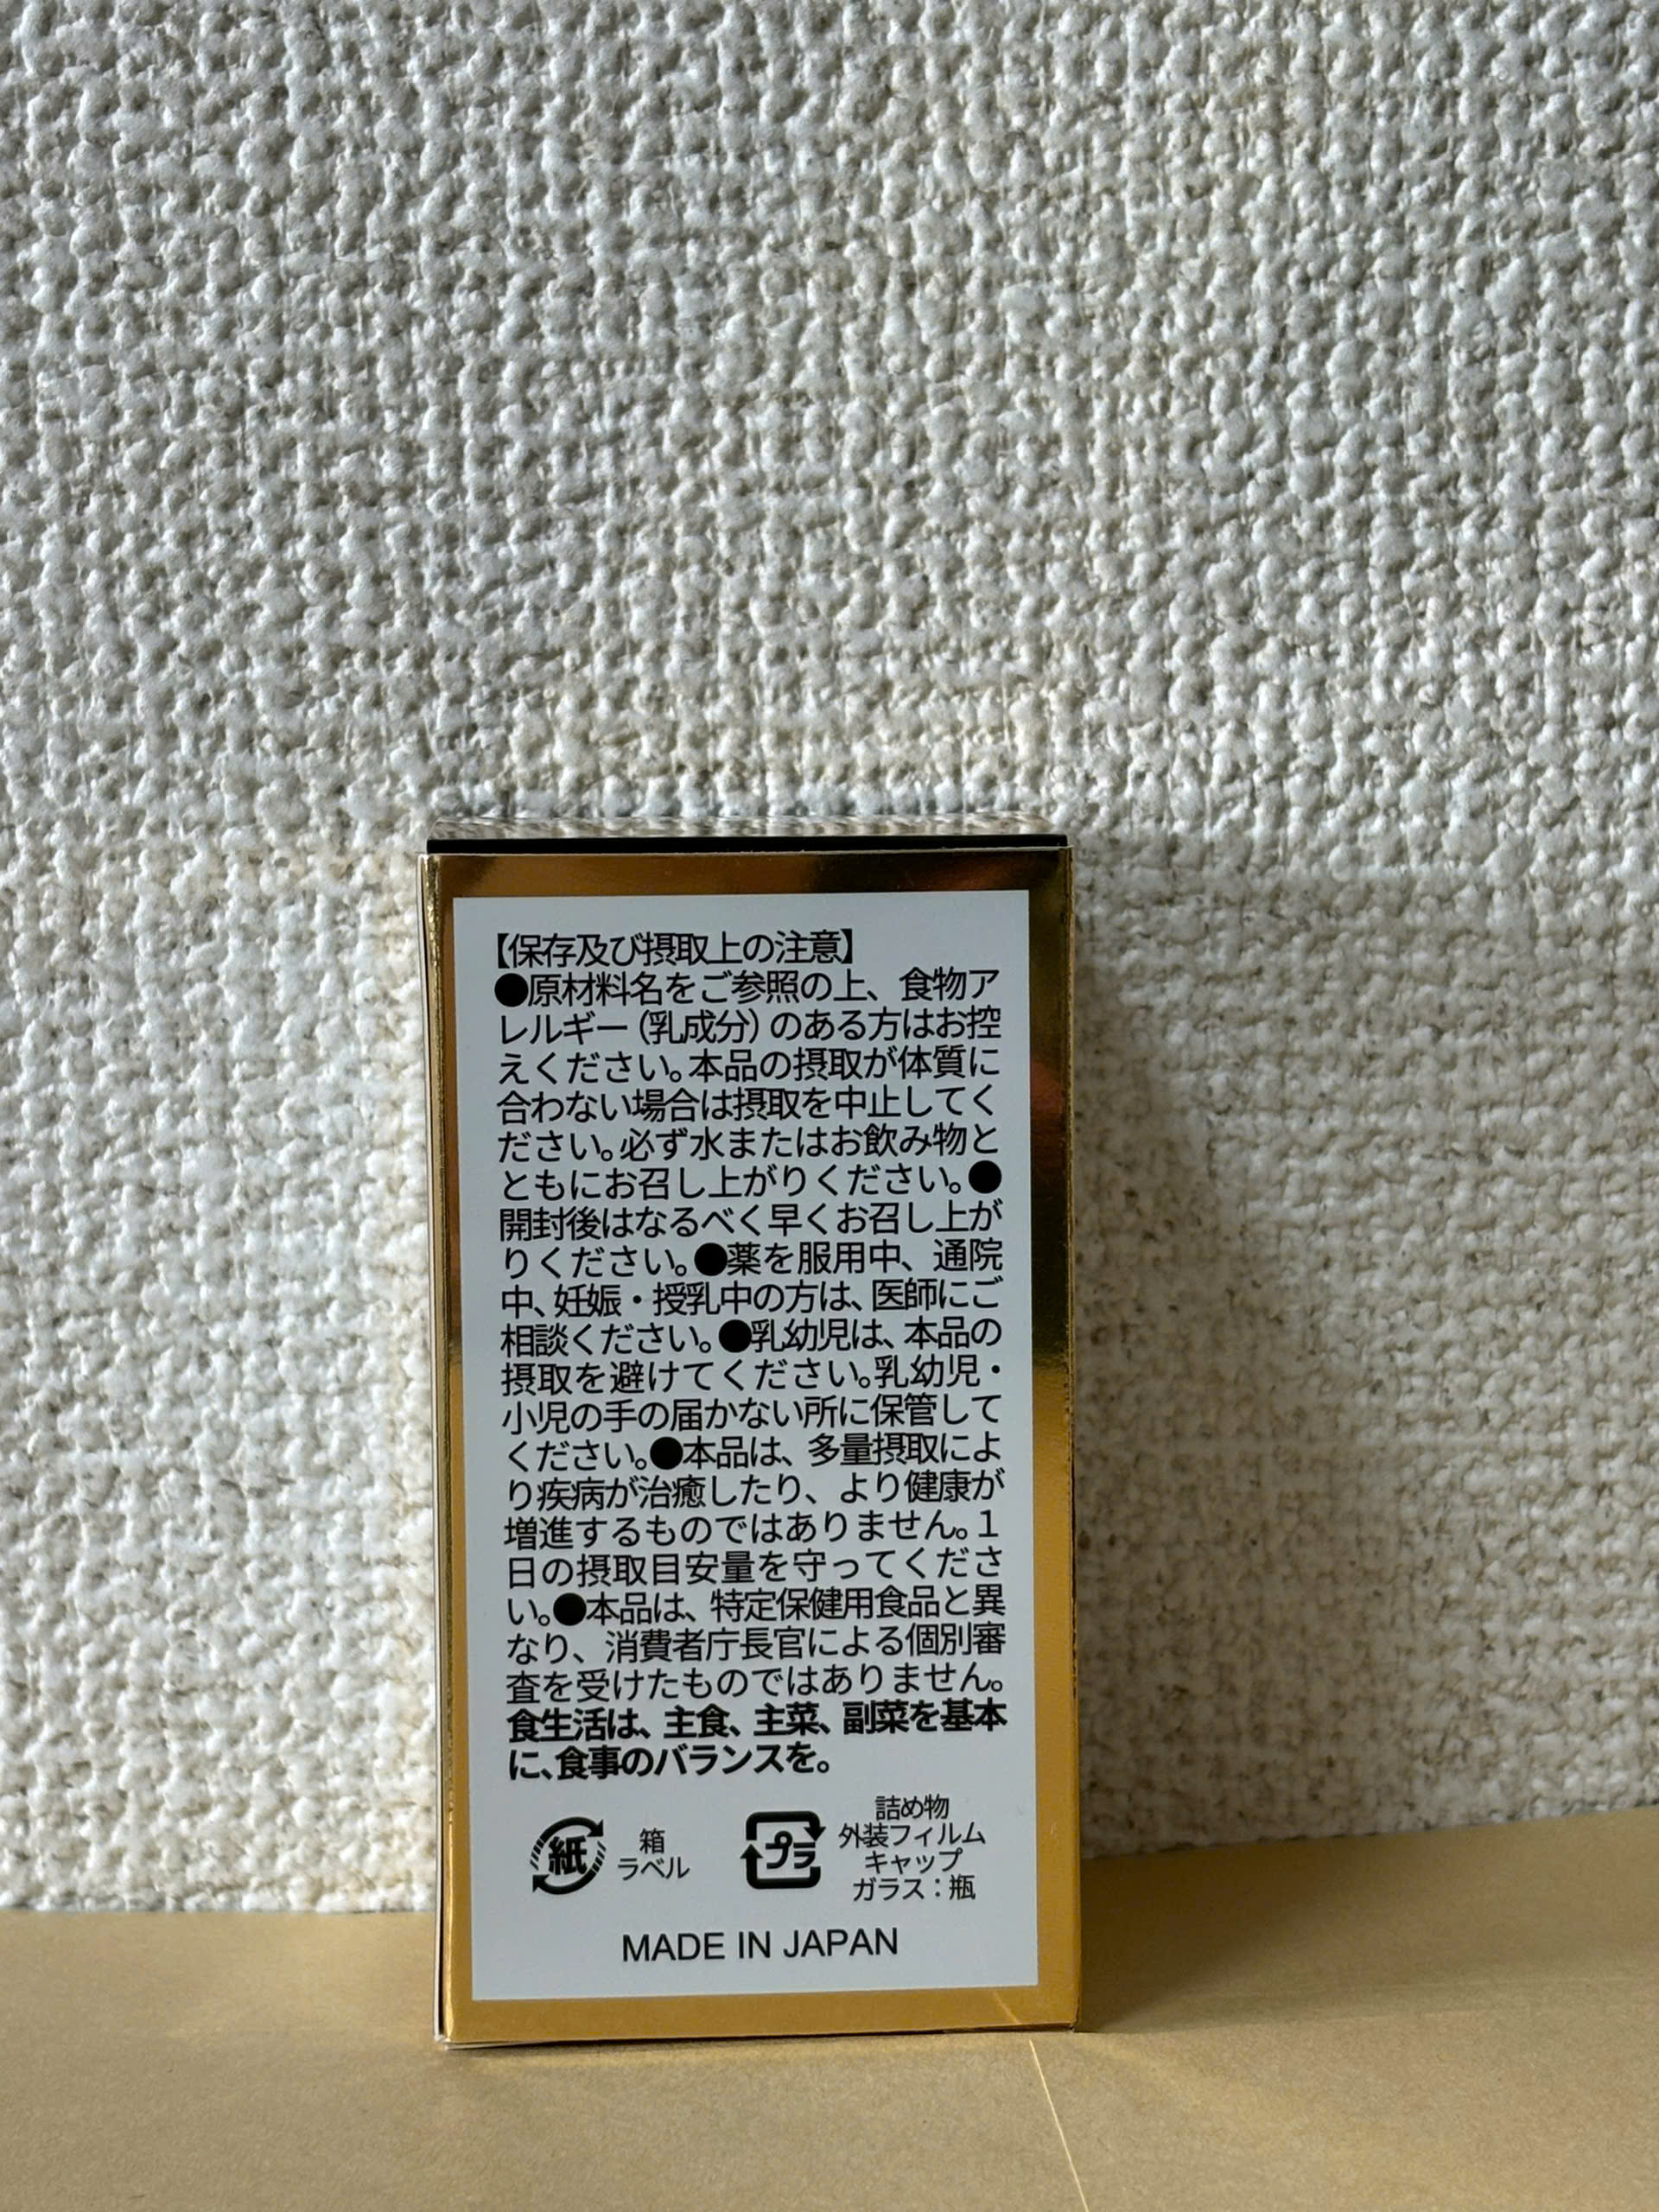 【保存及び摂取上の注意】
●原材料名をご参照の上、食物ア
レルギー（乳成分）のある方はお控
えください。本品の摂取が体質に
合わない場合は摂取を中止してく
ださい。必ず水またはお飲み物と
ともにお召し上がりください。●
開封後はなるべく早くお召し上が
りください。●薬を服用中、通院
中、妊娠・授乳中の方は、医師にご
相談ください。●乳幼児は、本品の
摂取を避けてください。乳幼児・
小児の手の届かない所に保管して
ください。●本品は、多量摂取によ
り疾病が治癒したり、より健康が
増進するものではありません。1
日の摂取目安量を守ってくださ
い。●本品は、特定保健用食品と異
なり、消費者庁長官による個別審
査を受けたものではありません。
食生活は、主食、主菜、副菜を基本
に、食事のバランスを。
紙
箱
ラベル
プラ
詰め物
外装フィルム
キャップ
ガラス：瓶
MADE IN JAPAN